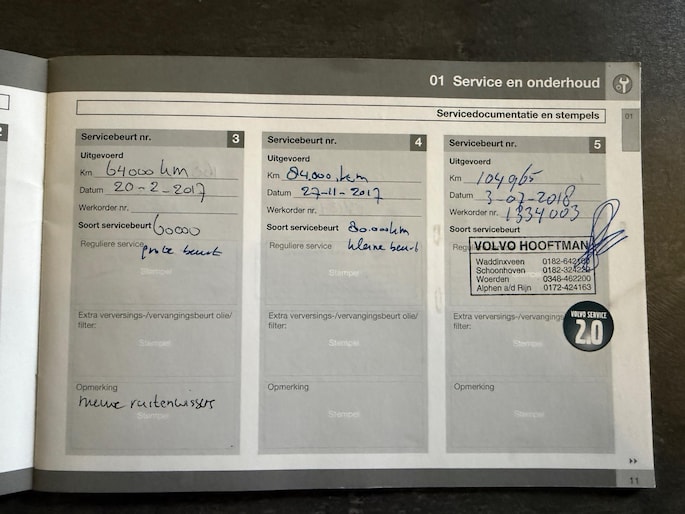 01 Service en onderhoud
Servicedocumentatie en stempels
01
2
Servicebeurt nr. 3
Uitgevoerd
Km 64000 km
Datum 20-2-2017
Werkorder nr.
Soort servicebeurt 60000
Reguliere service grote beurt
Stempel
Extra verversings-/vervangingsbeurt olie/
filter:
Stempel
Opmerking
nieuwe ruitenwissers
Stempel
Servicebeurt nr. 4
Uitgevoerd
Km 84.000 km
Datum 27-11-2017
Werkorder nr.
Soort servicebeurt 80.000km
Reguliere service kleine beurt
Stempel
Extra verversings-/vervangingsbeurt olie/
filter:
Stempel
Opmerking
Stempel
Servicebeurt nr. 5
Uitgevoerd
Km
Datum 3-07-2018
Werkorder nr. 1334003
Soort servicebeurt
VOLVO HOOFTMAN
Waddinxveen
Schoonhoven
Woerden 0348-462200
Alphen a/d Rijn 0172-424163
VOLVO SERVICE
2.0
Extra verversings-/vervangings
filter:
Stempel
Opmerking
Stempel
11